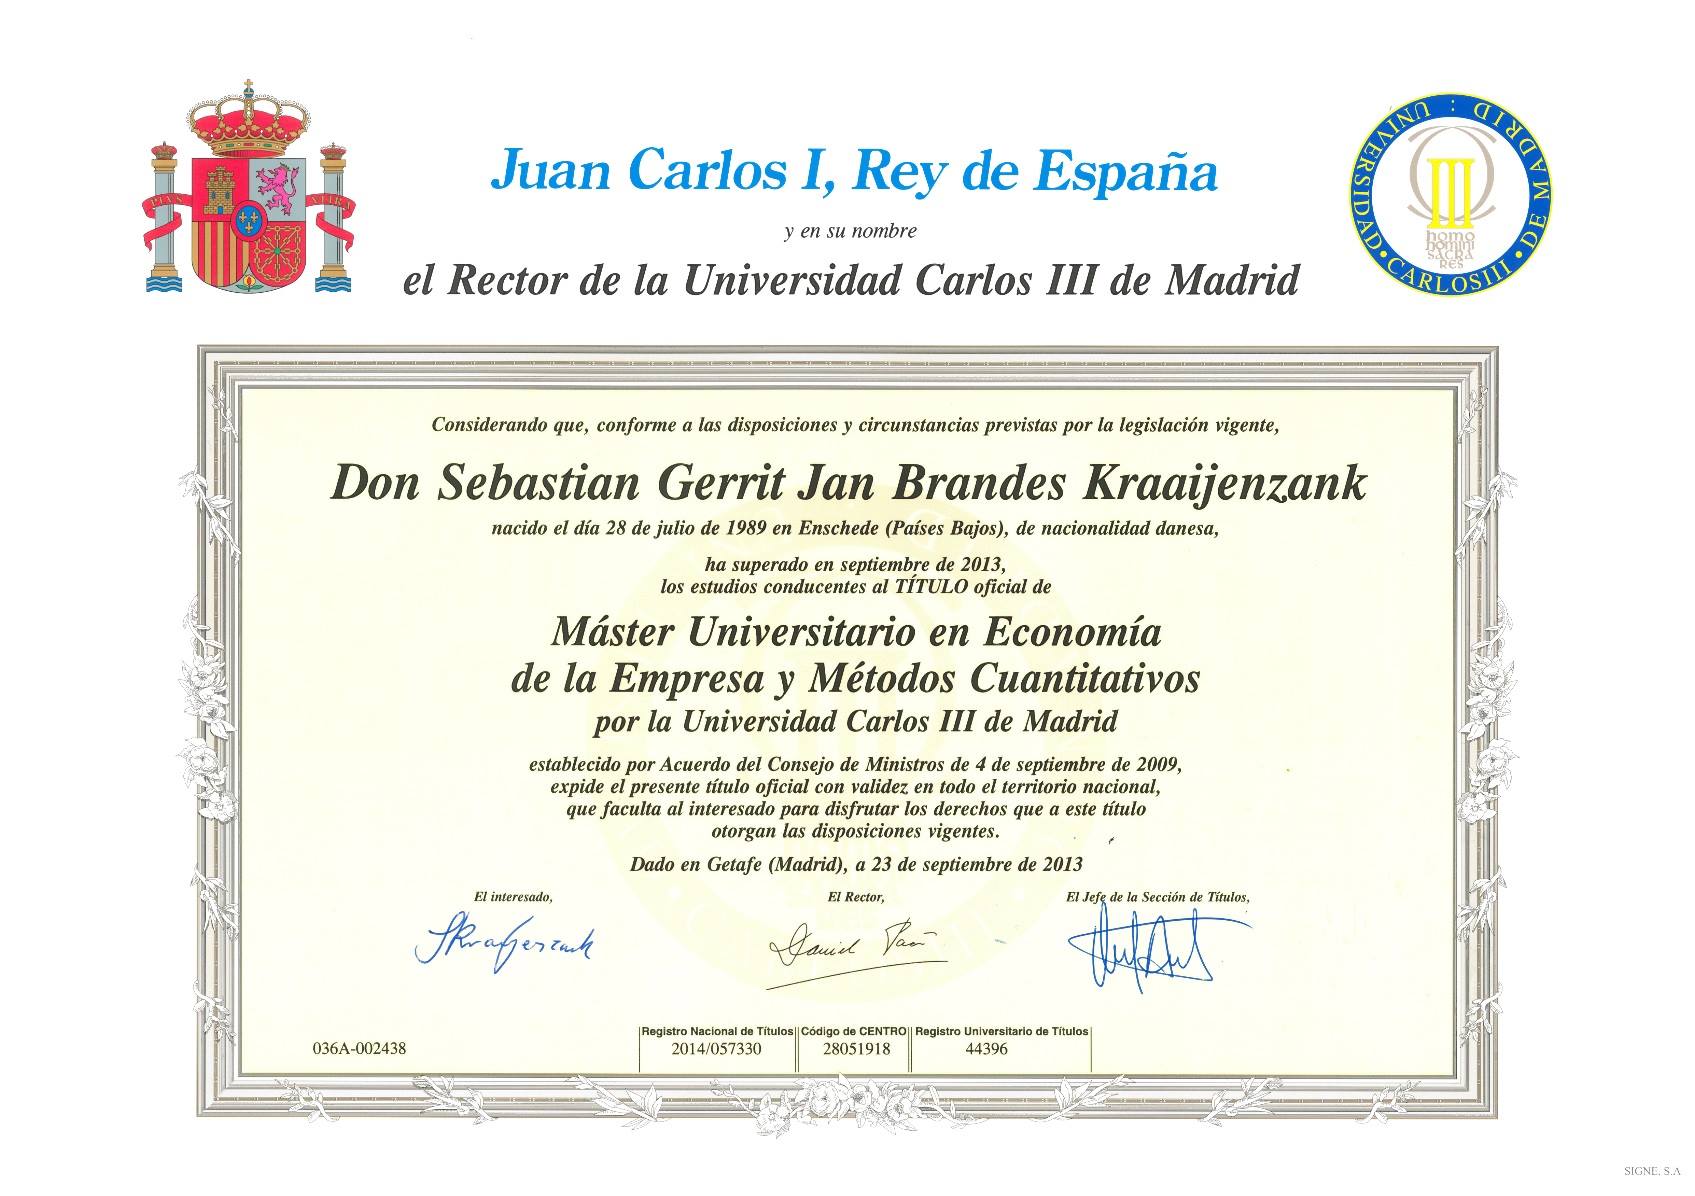 Juan Carlos I, Rey de España
y en su nombre
el Rector de la Universidad Carlos III de Madrid
PLVS
VLTRA
UNIVERSIDAD · CARLOS III · DE MADRID :
III
homo
homini
sacra
res
Considerando que, conforme a las disposiciones y circunstancias previstas por la legislación vigente,
Don Sebastian Gerrit Jan Brandes Kraaijenzank
nacido el día 28 de julio de 1989 en Enschede (Países Bajos), de nacionalidad danesa,
ha superado en septiembre de 2013,
los estudios conducentes al TÍTULO oficial de
Máster Universitario en Economía
de la Empresa y Métodos Cuantitativos
por la Universidad Carlos III de Madrid
establecido por Acuerdo del Consejo de Ministros de 4 de septiembre de 2009,
expide el presente título oficial con validez en todo el territorio nacional,
que faculta al interesado para disfrutar los derechos que a este título
otorgan las disposiciones vigentes.
Dado en Getafe (Madrid), a 23 de septiembre de 2013
El interesado, El Rector, El Jefe de la Sección de Títulos,
Daniel
036A-002438
Registro Nacional de Títulos Código de CENTRO Registro Universitario de Títulos
2014/057330 28051918 44396
SIGNE, S.A